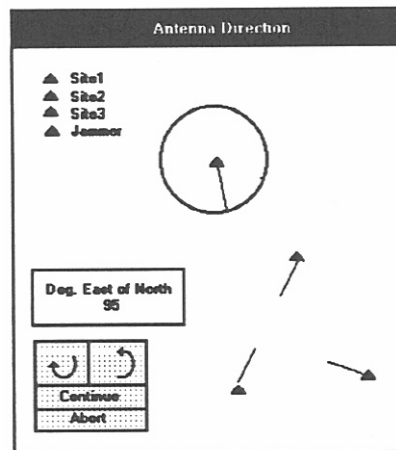 Antenna Direction
Site1
Site2
Site3
Jammer
Deg. East of North
95
Continue
Abort